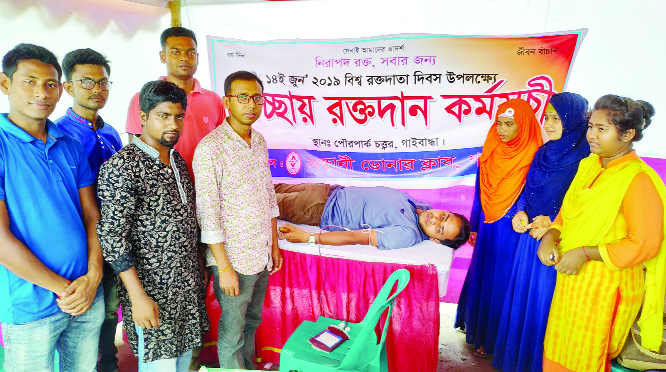 সেবাই আমাদের আদর্শ
জীবন বাঁচান
নিরাপদ রক্ত, সবার জন্য
১৪ই জুন' ২০১৯ বিশ্ব রক্তদাতা দিবস উপলক্ষ্যে
চ্ছায় রক্তদান কর্মসূচী
স্থানঃ পৌরপার্ক চত্ত্বর, গাইবান্ধা।
ডোনার ক্লাব,